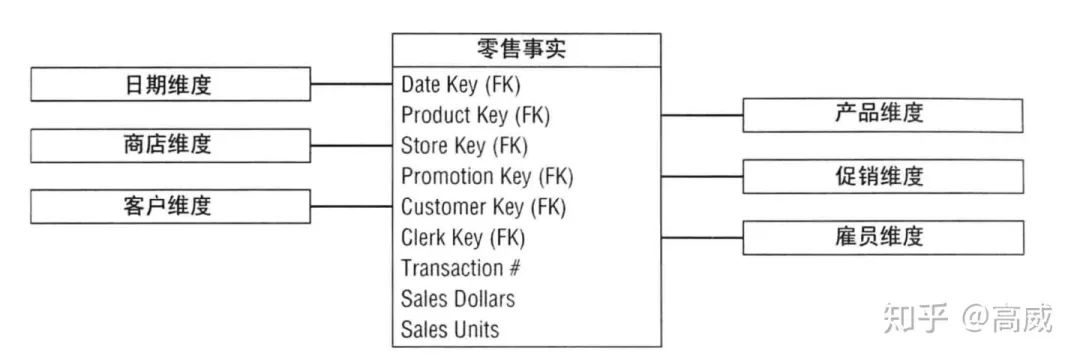 零售事实
日期维度
Date Key (FK)
Product Key (FK)
产品维度
商店维度
Store Key (FK)
Promotion Key (FK)
促销维度
客户维度
Customer Key (FK)
Clerk Key (FK)
雇员维度
Transaction #
Sales Dollars
Sales Units
知乎 @高威